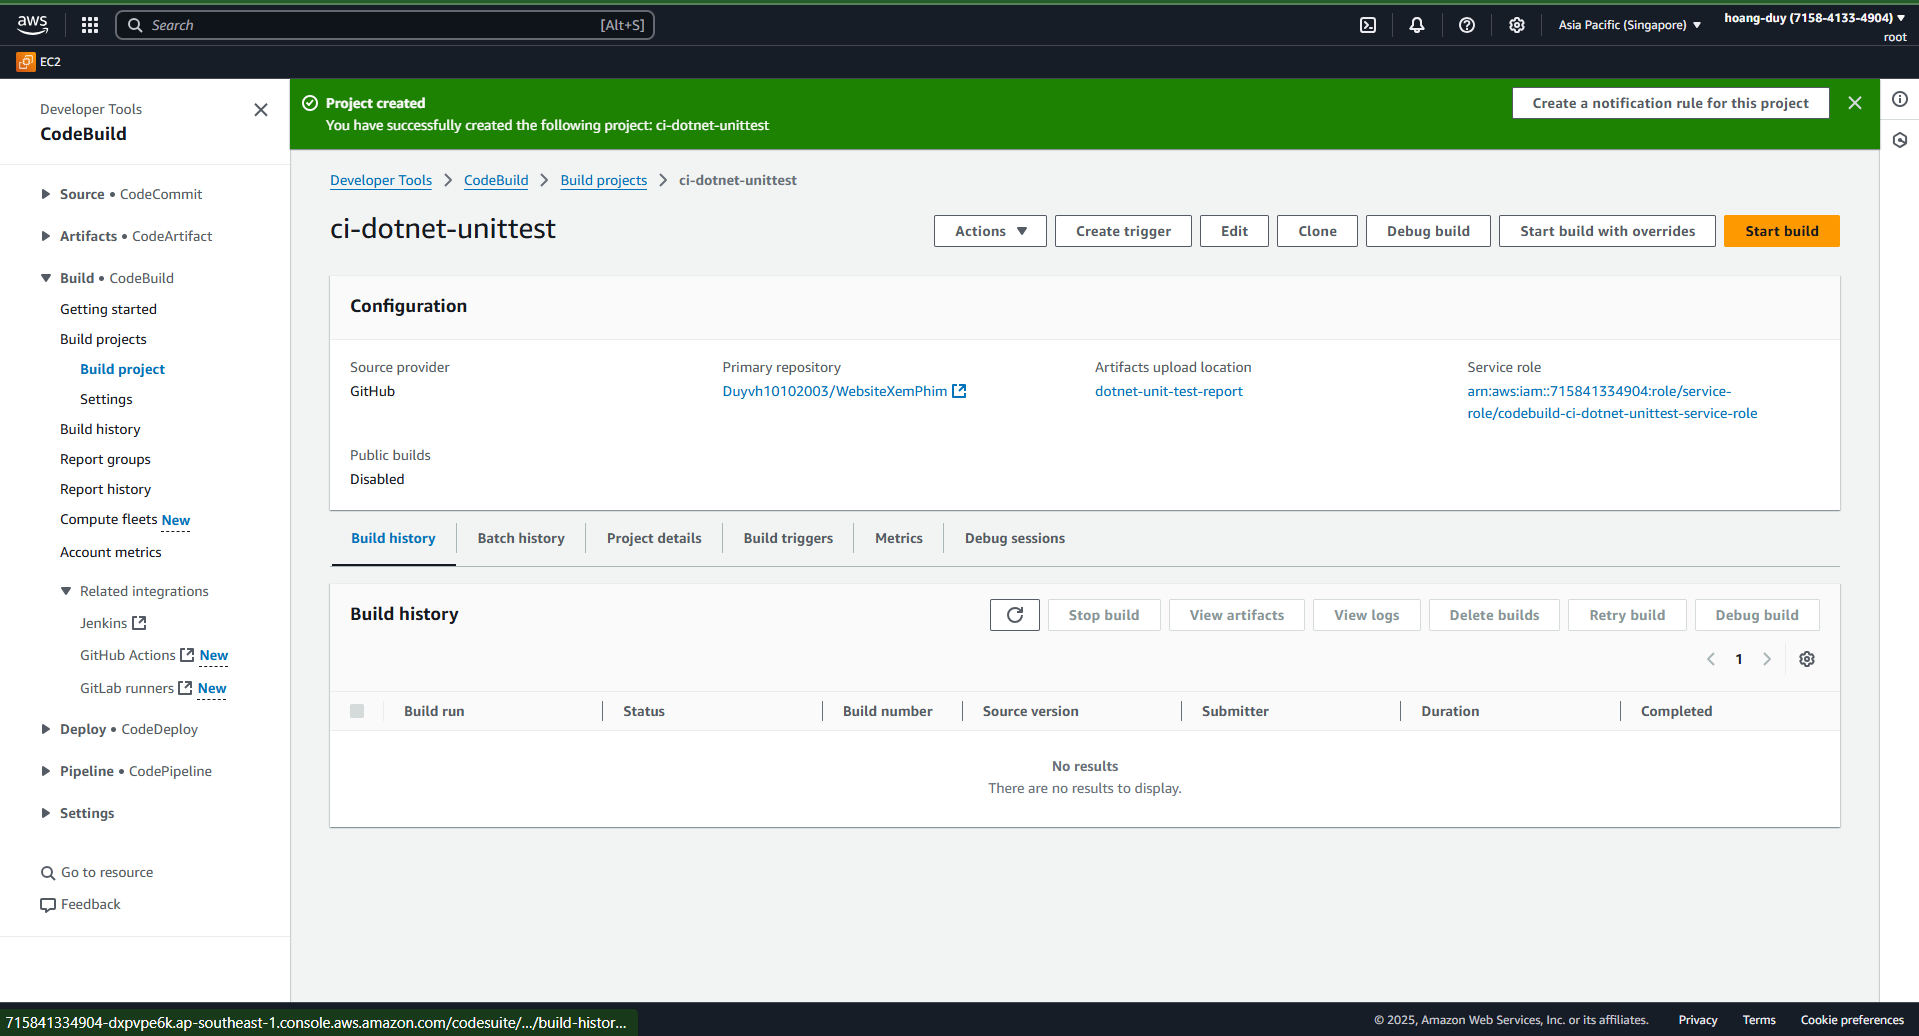 aws
Search
[Alt+S]
Asia Pacific (Singapore)
hoang-duy (7158-4133-4904)
root
EC2
Developer Tools
CodeBuild
Source • CodeCommit
Artifacts • CodeArtifact
Build • CodeBuild
Getting started
Build projects
Build project
Settings
Build history
Report groups
Report history
Compute fleets New
Account metrics
Related integrations
Jenkins
GitHub Actions New
GitLab runners New
Deploy • CodeDeploy
Pipeline • CodePipeline
Settings
Go to resource
Feedback
Project created
You have successfully created the following project: ci-dotnet-unittest
Create a notification rule for this project
Developer Tools > CodeBuild > Build projects > ci-dotnet-unittest
ci-dotnet-unittest
Actions
Create trigger
Edit
Clone
Debug build
Start build with overrides
Start build
Configuration
Source provider
GitHub
Primary repository
Duyvh10102003/WebsiteXemPhim
Artifacts upload location
dotnet-unit-test-report
Service role
arn:aws:iam::715841334904:role/service-
role/codebuild-ci-dotnet-unittest-service-role
Public builds
Disabled
Build history
Batch history
Project details
Build triggers
Metrics
Debug sessions
Build history
Stop build
View artifacts
View logs
Delete builds
Retry build
Debug build
1
Build run
Status
Build number
Source version
Submitter
Duration
Completed
No results
There are no results to display.
715841334904-dxpvpe6k.ap-southeast-1.console.aws.amazon.com/codesuite/.../build-histor...
© 2025, Amazon Web Services, Inc. or its affiliates.
Privacy
Terms
Cookie preferences